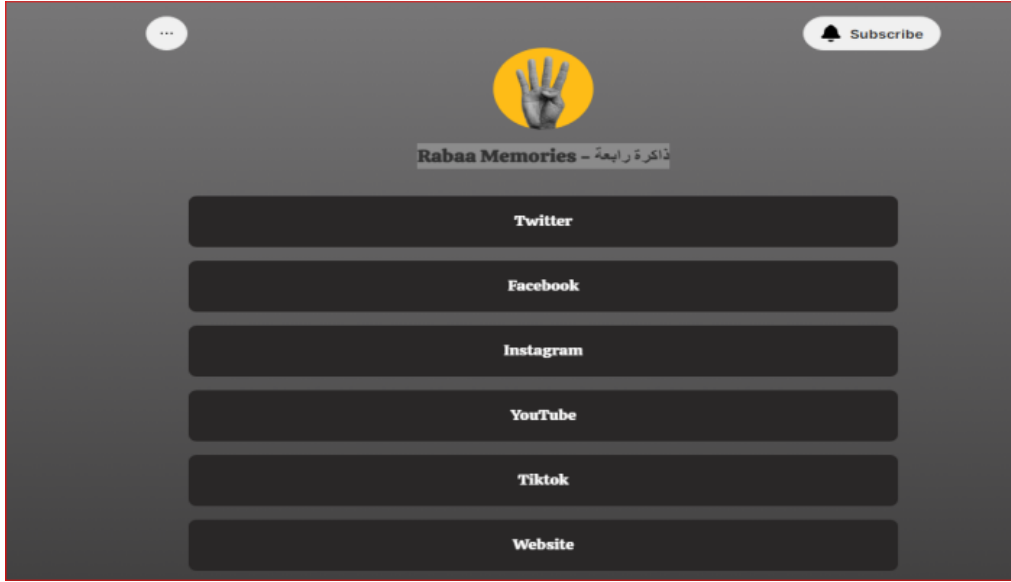 ...
Subscribe
Rabaa Memories – ذاكرة رابعة
Twitter
Facebook
Instagram
YouTube
Tiktok
Website